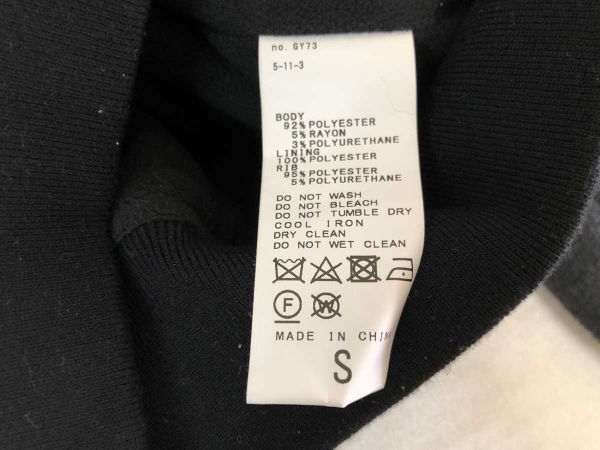 no. GY73
5-11-3
BODY
92% POLYESTER
5% RAYON
3% POLYURETHANE
LINING
100% POLYESTER
RIB
95% POLYESTER
5% POLYURETHANE
DO NOT WASH
DO NOT BLEACH
DO NOT TUMBLE DRY
COOL IRON
DRY CLEAN
DO NOT WET CLEAN
F W
MADE IN CHINA
S